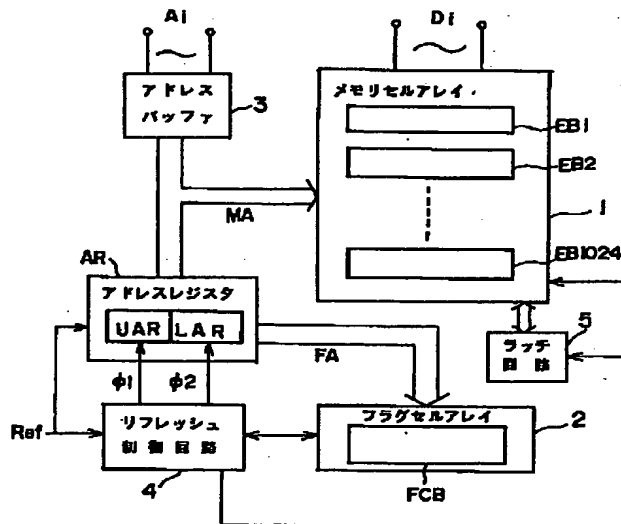 Ai
Di
アドレス
バッファ
3
メモリセルアレイ
EB1
EB2
1
EB1024
MA
AR
アドレスレジスタ
UAR
LAR
FA
5
ラッチ
回路
φ1
φ2
Ref
リフレッシュ
制御回路
4
フラグセルアレイ
2
FCB